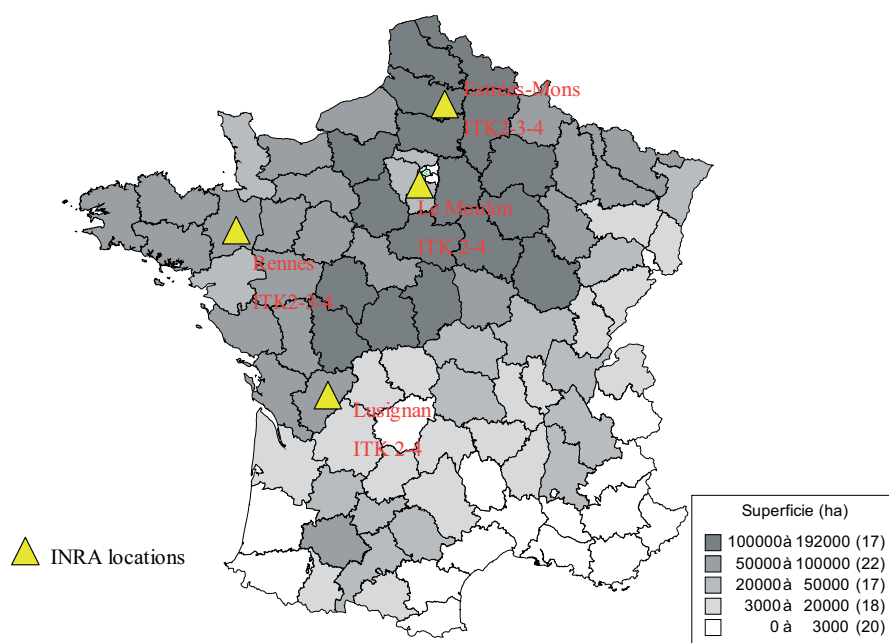 Estrées-Mons
ITK2-3-4
Le Moulon
ITK 2-4
Rennes
ITK2-3-4
Lusignan
ITK 2-4
INRA locations
Superficie (ha)
100000 à 192000 (17)
50000 à 100000 (22)
20000 à 50000 (17)
3000 à 20000 (18)
0 à 3000 (20)